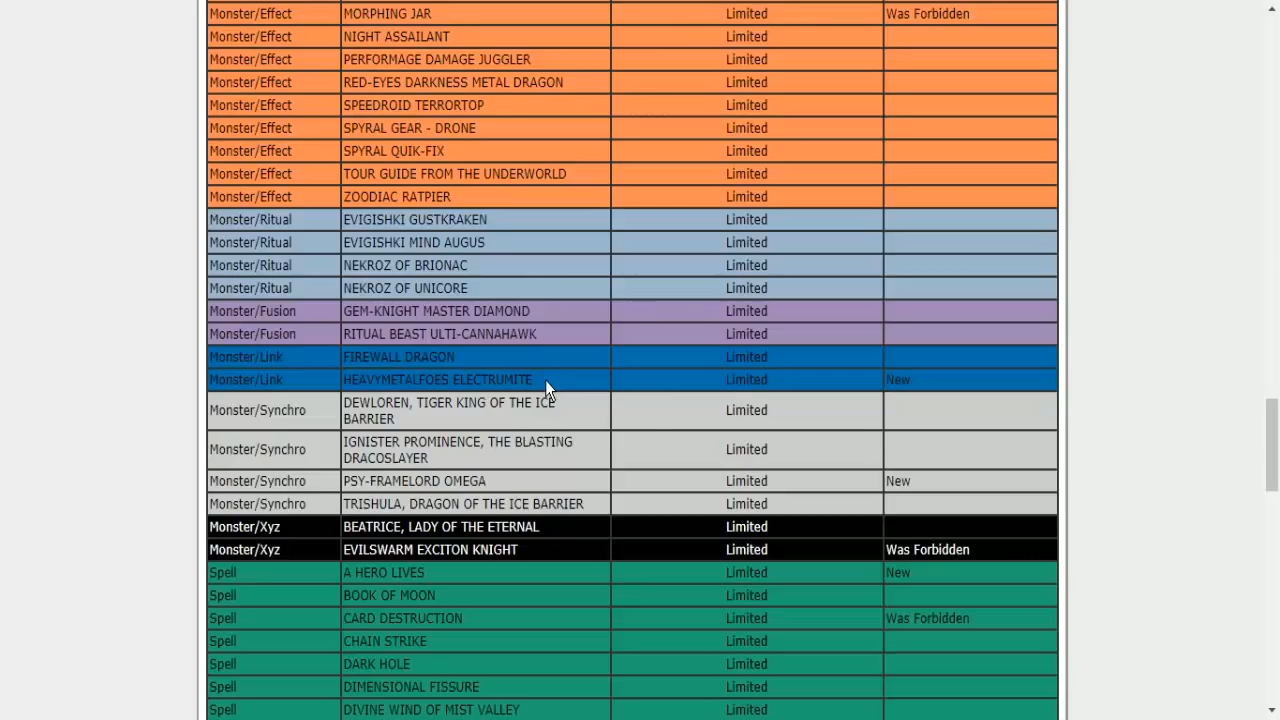 Monster/Effect MORPHING JAR Limited Was Forbidden
Monster/Effect NIGHT ASSAILANT Limited
Monster/Effect PERFORMAGE DAMAGE JUGGLER Limited
Monster/Effect RED-EYES DARKNESS METAL DRAGON Limited
Monster/Effect SPEEDROID TERRORTOP Limited
Monster/Effect SPYRAL GEAR - DRONE Limited
Monster/Effect SPYRAL QUIK-FIX Limited
Monster/Effect TOUR GUIDE FROM THE UNDERWORLD Limited
Monster/Effect ZOODIAC RATPIER Limited
Monster/Ritual EVIGISHKI GUSTKRAKEN Limited
Monster/Ritual EVIGISHKI MIND AUGUS Limited
Monster/Ritual NEKROZ OF BRIONAC Limited
Monster/Ritual NEKROZ OF UNICORE Limited
Monster/Fusion GEM-KNIGHT MASTER DIAMOND Limited
Monster/Fusion RITUAL BEAST ULTI-CANNAHAWK Limited
Monster/Link FIREWALL DRAGON Limited
Monster/Link HEAVYMETALFOES ELECTRUMITE Limited New
Monster/Synchro DEWLOREN, TIGER KING OF THE ICE Limited
BARRIER
Monster/Synchro IGNISTER PROMINENCE, THE BLASTING Limited
DRACOSLAYER
Monster/Synchro PSY-FRAMELORD OMEGA Limited New
Monster/Synchro TRISHULA, DRAGON OF THE ICE BARRIER Limited
Monster/Xyz BEATRICE, LADY OF THE ETERNAL Limited
Monster/Xyz EVILSWARM EXCITON KNIGHT Limited Was Forbidden
Spell A HERO LIVES Limited New
Spell BOOK OF MOON Limited
Spell CARD DESTRUCTION Limited Was Forbidden
Spell CHAIN STRIKE Limited
Spell DARK HOLE Limited
Spell DIMENSIONAL FISSURE Limited
Spell DIVINE WIND OF MIST VALLEY Limited